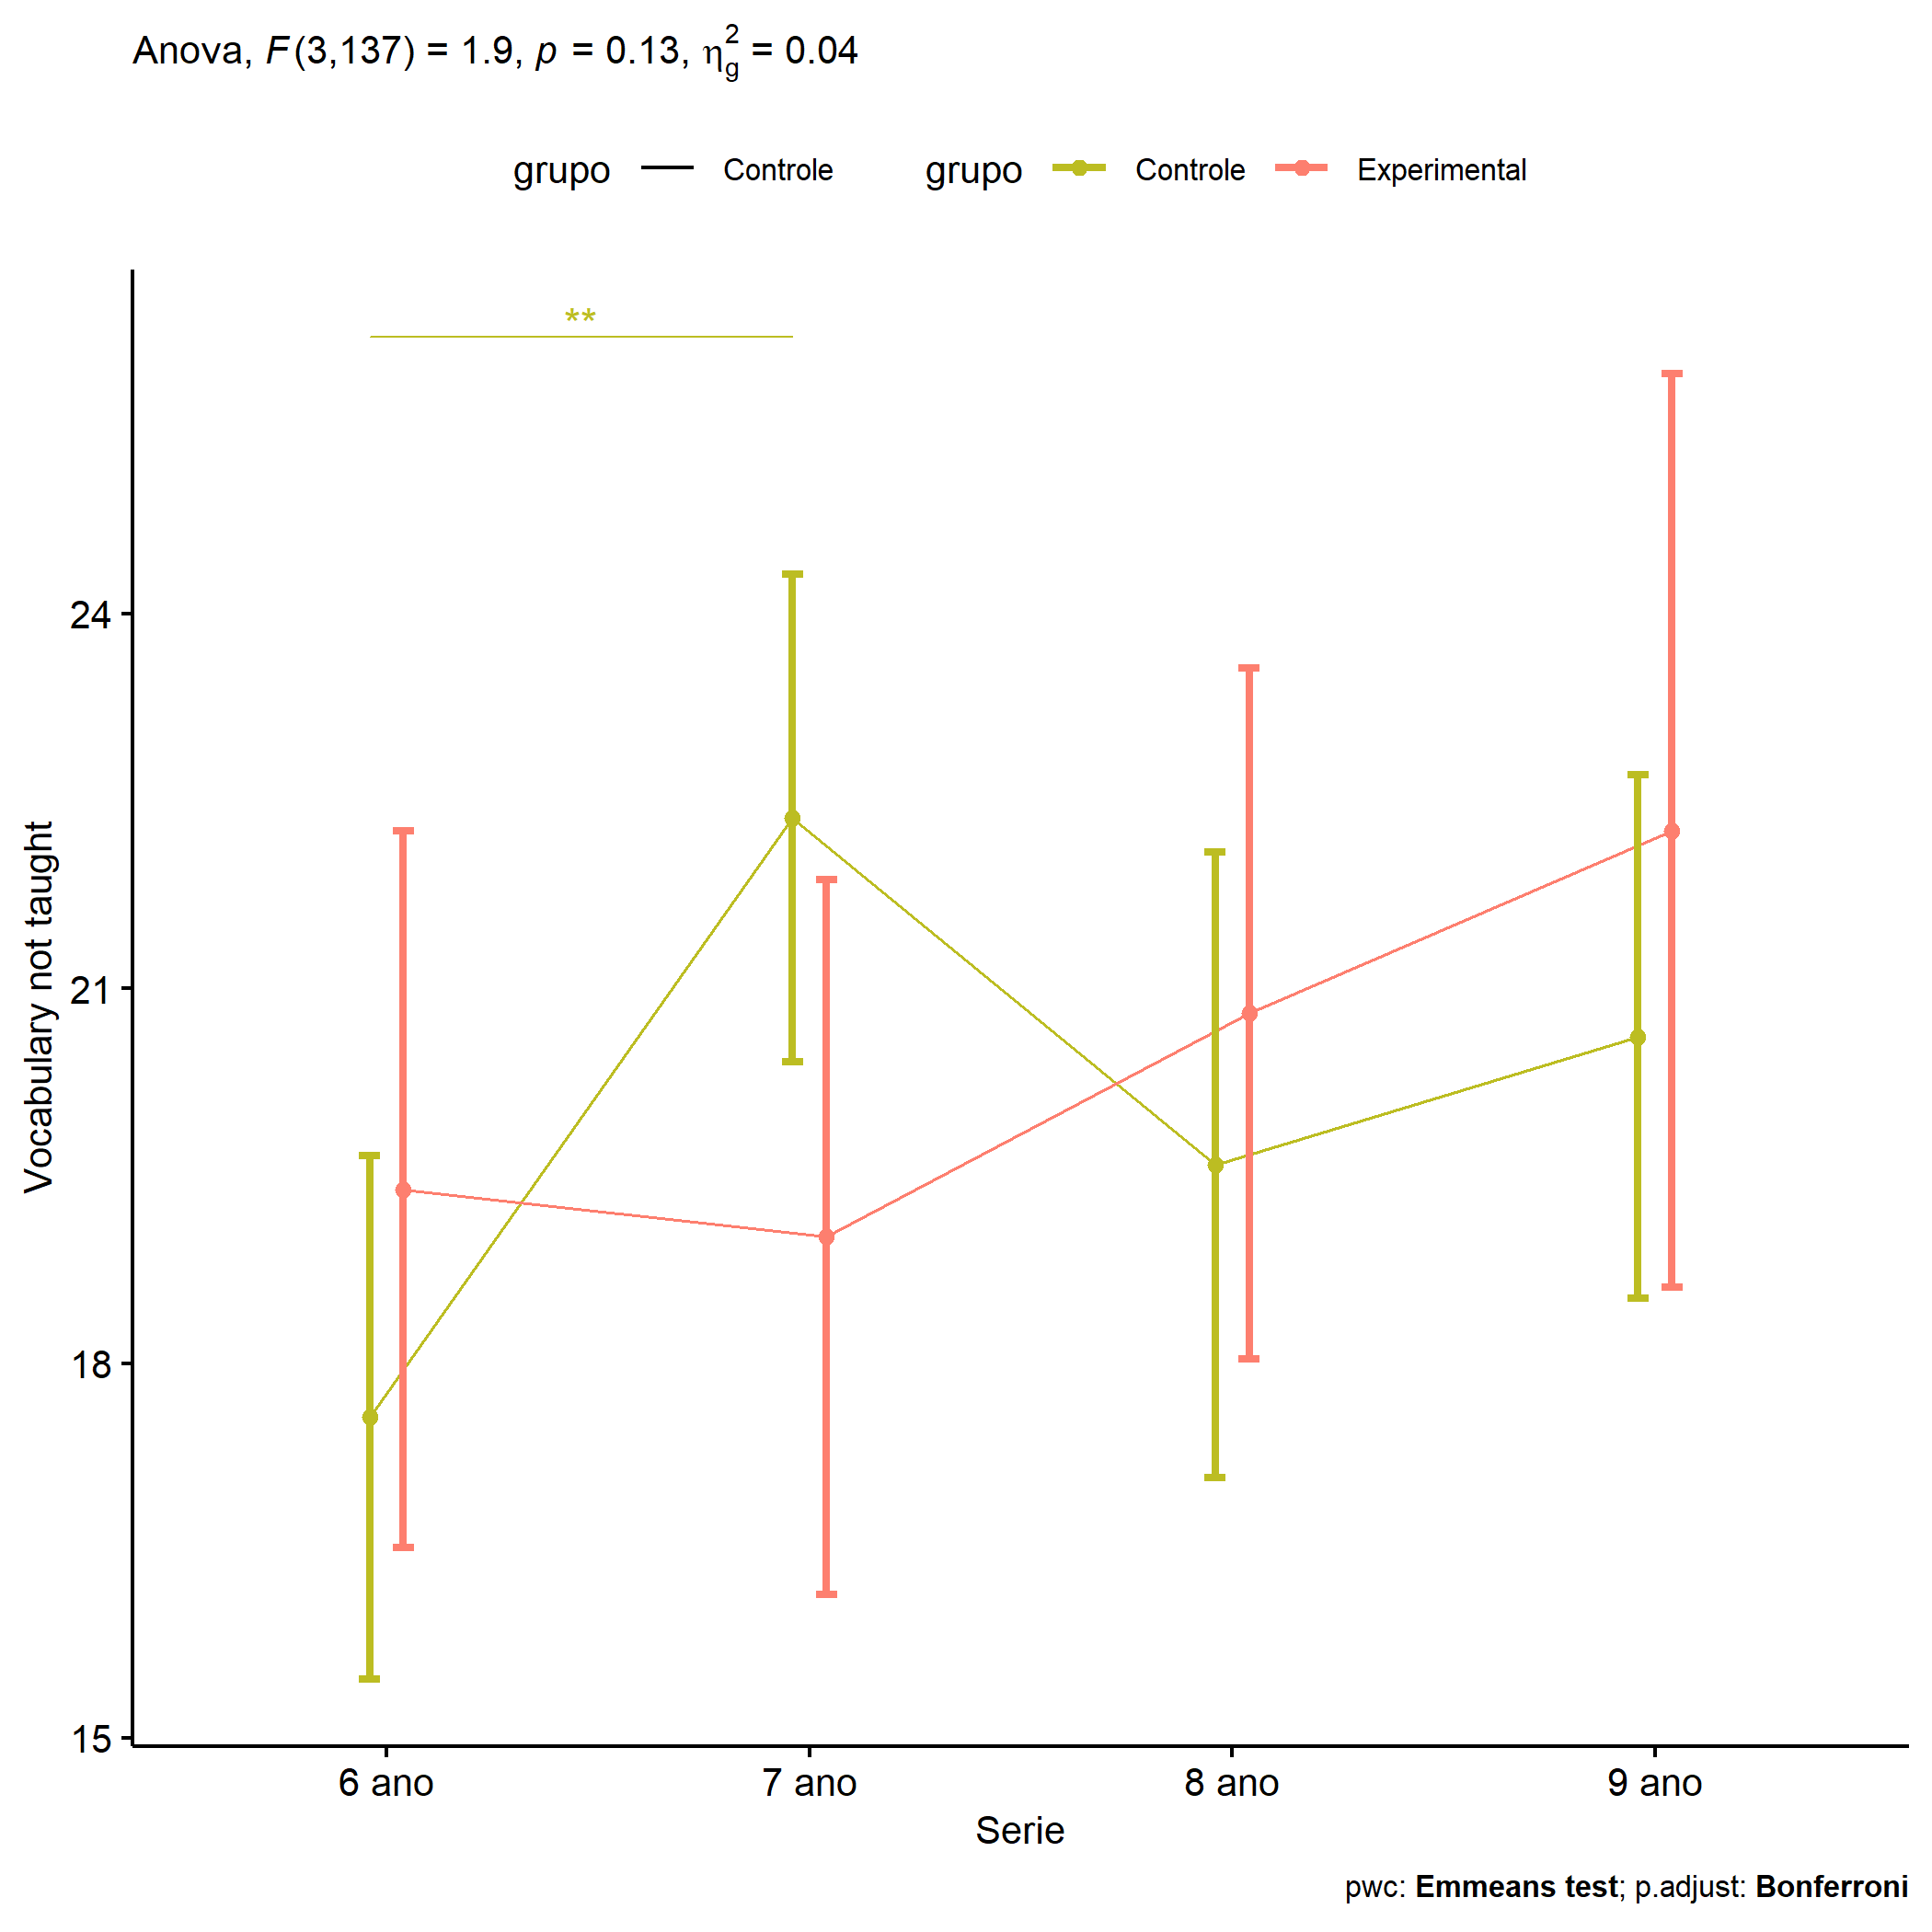 Anova, F(3,137) = 1.9, p = 0.13, η²g = 0.04
grupo Controle grupo Controle Experimental
**
Vocabulary not taught
24
21
18
15
6 ano 7 ano 8 ano 9 ano
Serie
pwc: Emmeans test; p.adjust: Bonferroni